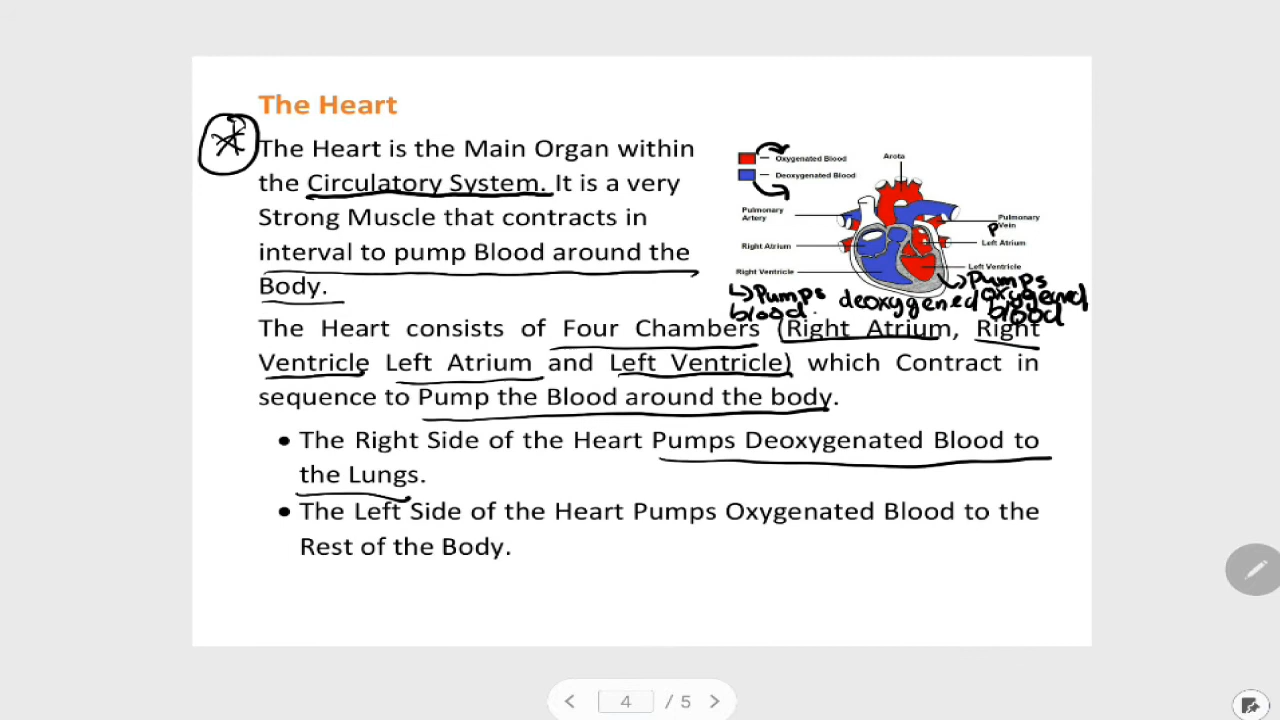 The Heart
The Heart is the Main Organ within
the Circulatory System. It is a very
Strong Muscle that contracts in
interval to pump Blood around the
Body.
Oxygenated Blood
Deoxygenated Blood
Arota
Pulmonary
Artery
Pulmonary
Vein
P
Right Atrium
Left Atrium
Right Ventricle
Left Ventricle
Pumps deoxygened
blood
Pumps
oxygened
blood
The Heart consists of Four Chambers (Right Atrium, Right
Ventricle Left Atrium and Left Ventricle) which Contract in
sequence to Pump the Blood around the body.
• The Right Side of the Heart Pumps Deoxygenated Blood to
the Lungs.
• The Left Side of the Heart Pumps Oxygenated Blood to the
Rest of the Body.
4 / 5